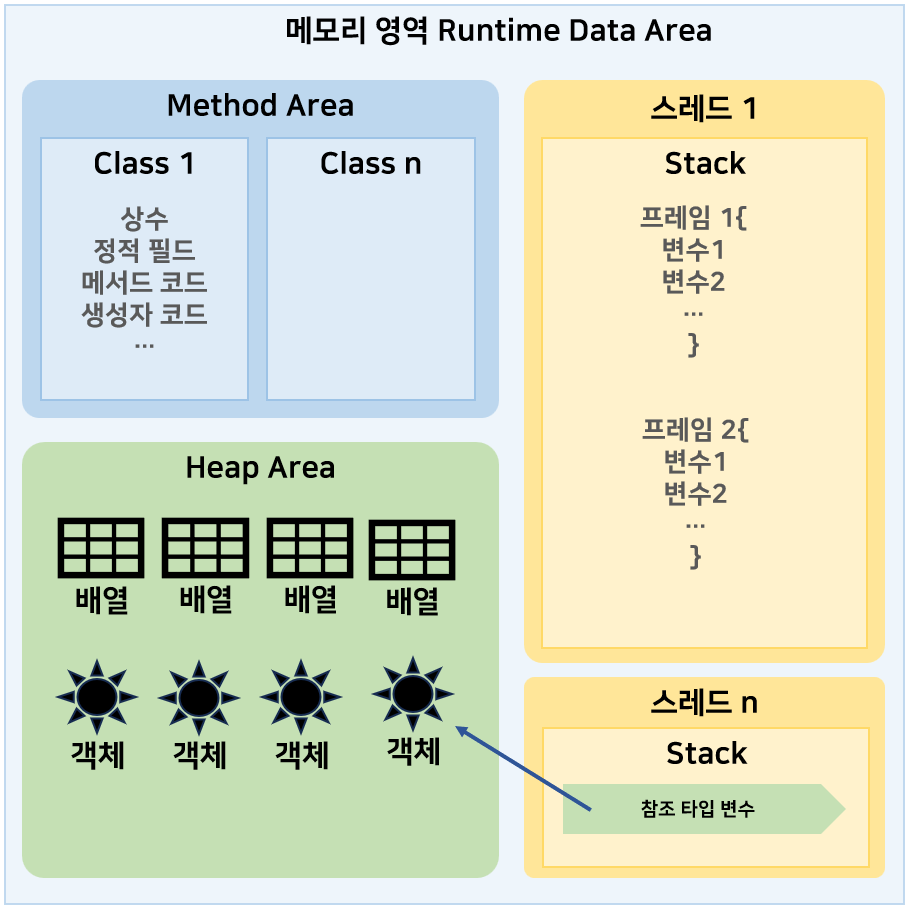 메모리 영역 Runtime Data Area
Method Area
Class 1
상수
정적 필드
메서드 코드
생성자 코드
...
Class n
Heap Area
배열
배열
배열
배열
객체
객체
객체
객체
스레드 1
Stack
프레임 1{
변수1
변수2
...
}
프레임 2{
변수1
변수2
...
}
스레드 n
Stack
참조 타입 변수